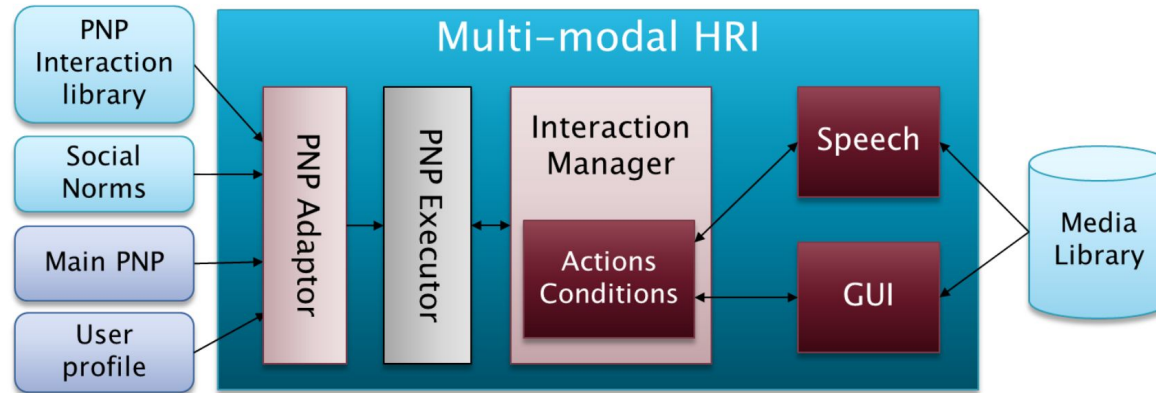 PNP
Interaction
library
Social
Norms
Main PNP
User
profile
Multi-modal HRI
PNP Adaptor
PNP Executor
Interaction
Manager
Actions
Conditions
Speech
GUI
Media
Library